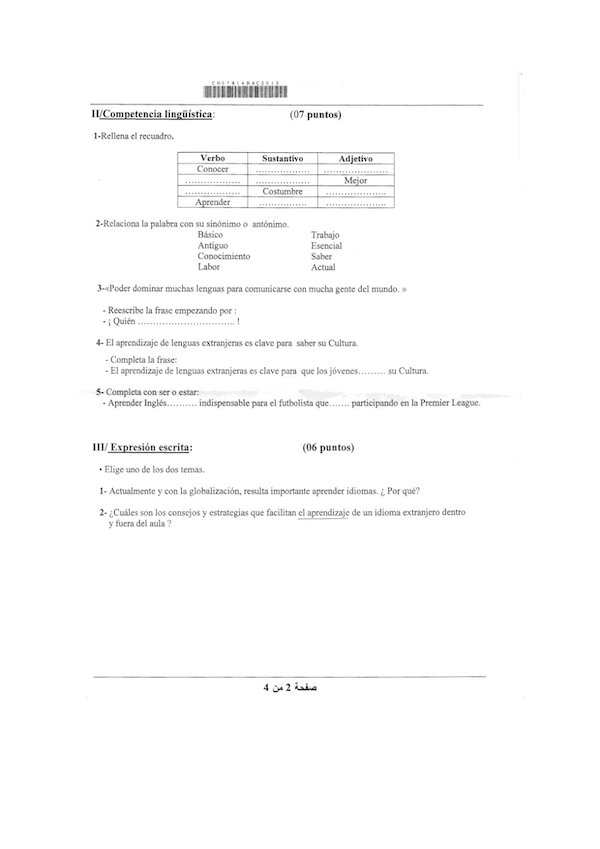 CH07R14BAC2015
II/Competencia lingüística: (07 puntos)
1-Rellena el recuadro.
Verbo Sustantivo Adjetivo
Conocer .................. .....................
.................. .................. Mejor
.................. Costumbre ....................
Aprender ................ ....................
2-Relaciona la palabra con su sinónimo o antónimo.
Básico Trabajo
Antiguo Esencial
Conocimiento Saber
Labor Actual
3-«Poder dominar muchas lenguas para comunicarse con mucha gente del mundo. »
- Reescribe la frase empezando por :
- ¡ Quién ................................ !
4- El aprendizaje de lenguas extranjeras es clave para saber su Cultura.
- Completa la frase:
- El aprendizaje de lenguas extranjeras es clave para que los jóvenes......... su Cultura.
5- Completa con ser o estar:
- Aprender Inglés.......... indispensable para el futbolista que....... participando en la Premier League.
III/ Expresión escrita: (06 puntos)
• Elige uno de los dos temas.
1- Actualmente y con la globalización, resulta importante aprender idiomas. ¿ Por qué?
2- ¿Cuáles son los consejos y estrategias que facilitan el aprendizaje de un idioma extranjero dentro
y fuera del aula ?
صفحة 2 من 4